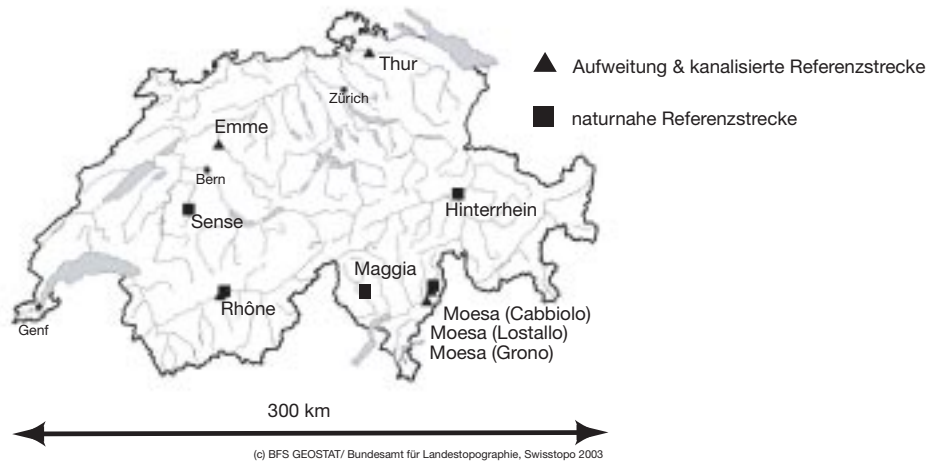 Thur
Aufweitung & kanalisierte Referenzstrecke
Zürich
naturnahe Referenzstrecke
Emme
Bern
Hinterrhein
Sense
Maggia
Rhône
Moesa (Cabbiolo)
Genf
Moesa (Lostallo)
Moesa (Grono)
300 km
(c) BFS GEOSTAT/ Bundesamt für Landestopographie, Swisstopo 2003